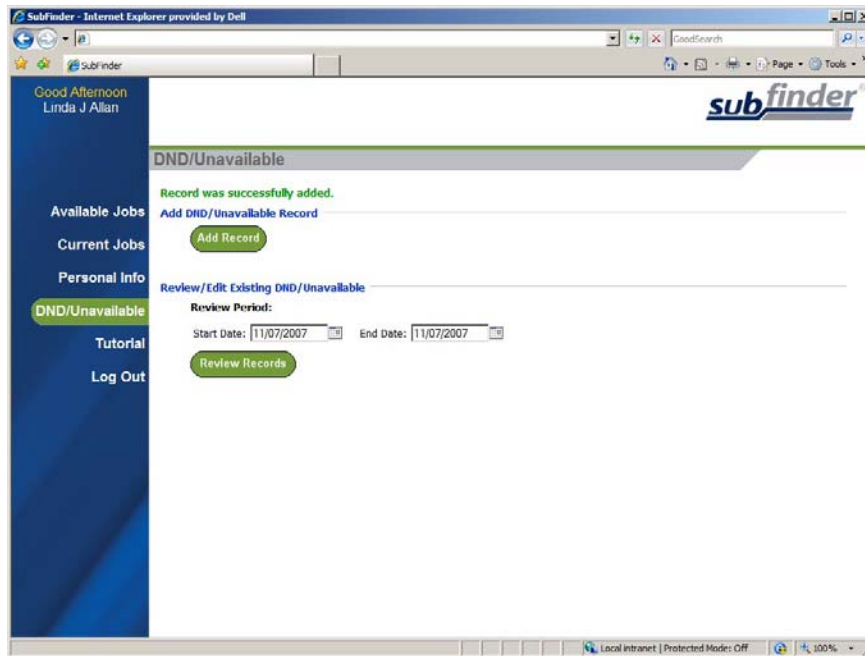 SubFinder - Internet Explorer provided by Dell
GoodSearch
SubFinder
Page
Tools
Good Afternoon
Linda J Allan
subfinder
DND/Unavailable
Record was successfully added.
Available Jobs
Add DND/Unavailable Record
Add Record
Current Jobs
Personal Info
Review/Edit Existing DND/Unavailable
Review Period:
DND/Unavailable
Start Date: 11/07/2007 End Date: 11/07/2007
Tutorial
Review Records
Log Out
Local intranet | Protected Mode: Off 100%